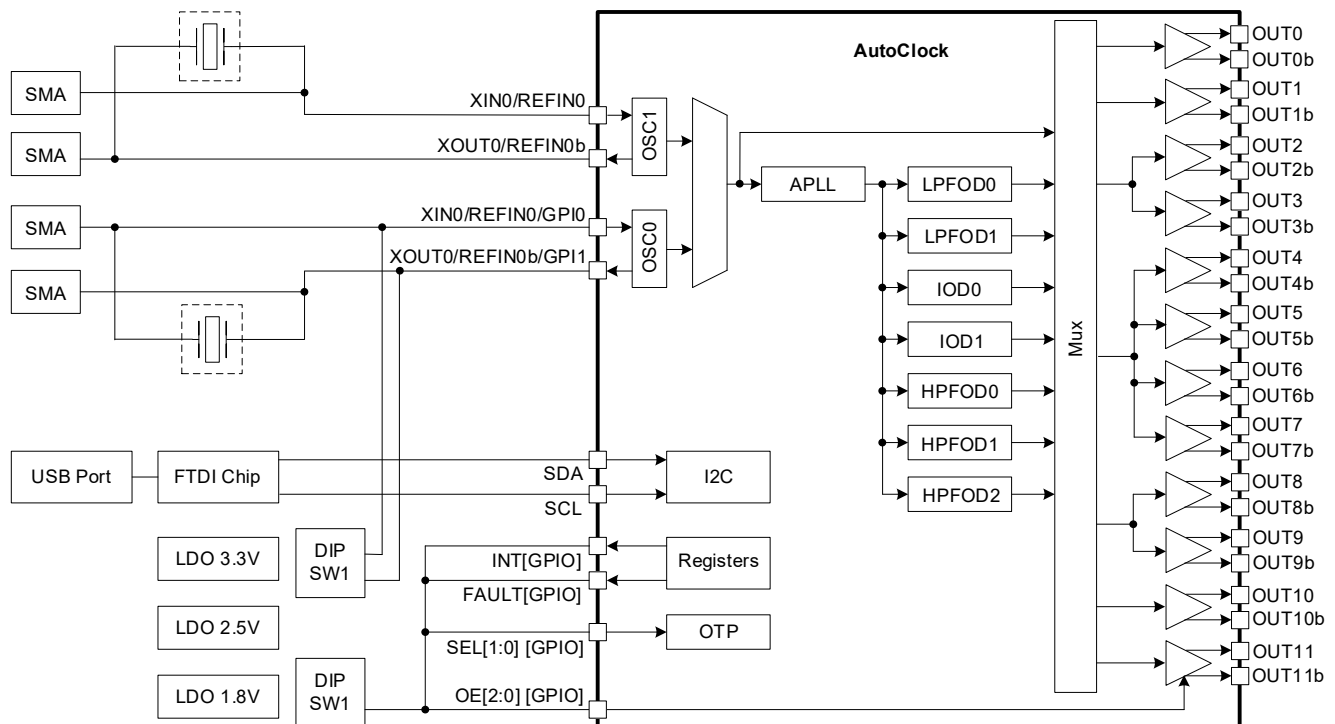 AutoClock
SMA
SMA
SMA
SMA
XIN0/REFIN0
XOUT0/REFIN0b
XIN0/REFIN0/GPI0
XOUT0/REFIN0b/GPI1
OSC1
OSC0
APLL
LPFOD0
LPFOD1
IOD0
IOD1
HPFOD0
HPFOD1
HPFOD2
Mux
USB Port
FTDI Chip
SDA
SCL
I2C
LDO 3.3V
LDO 2.5V
LDO 1.8V
DIP
SW1
DIP
SW1
INT[GPIO]
FAULT[GPIO]
SEL[1:0] [GPIO]
OE[2:0] [GPIO]
Registers
OTP
OUT0
OUT0b
OUT1
OUT1b
OUT2
OUT2b
OUT3
OUT3b
OUT4
OUT4b
OUT5
OUT5b
OUT6
OUT6b
OUT7
OUT7b
OUT8
OUT8b
OUT9
OUT9b
OUT10
OUT10b
OUT11
OUT11b